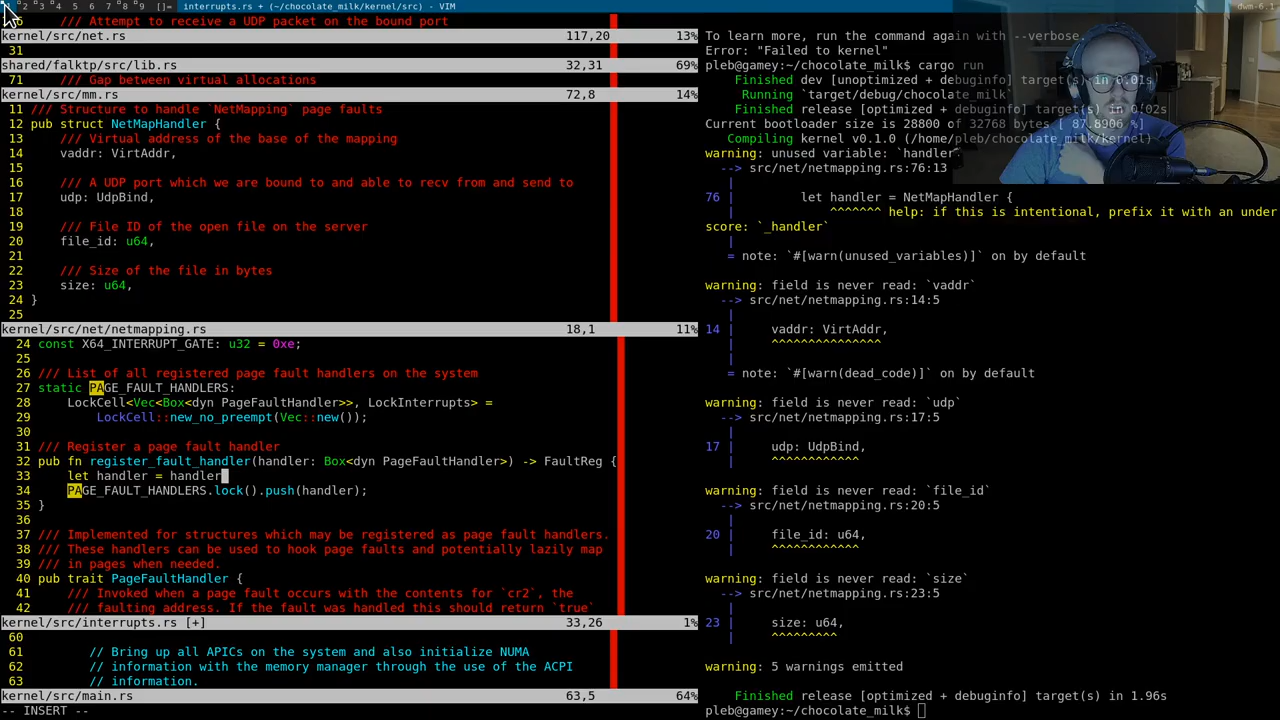 1 2 3 4 5 6 7 8 9 []= interrupts.rs + (~/chocolate_milk/kernel/src) - VIM dwm-6.1
/// Attempt to receive a UDP packet on the bound port
kernel/src/net.rs 117,20 13%
31
shared/falktp/src/lib.rs 32,31 69%
71 /// Gap between virtual allocations
kernel/src/mm.rs 72,8 14%
11 /// Structure to handle `NetMapping` page faults
12 pub struct NetMapHandler {
13 /// Virtual address of the base of the mapping
14 vaddr: VirtAddr,
15
16 /// A UDP port which we are bound to and able to recv from and send to
17 udp: UdpBind,
18
19 /// File ID of the open file on the server
20 file_id: u64,
21
22 /// Size of the file in bytes
23 size: u64,
24 }
25
kernel/src/net/netmapping.rs 18,1 11%
24 const X64_INTERRUPT_GATE: u32 = 0xe;
25
26 /// List of all registered page fault handlers on the system
27 static PAGE_FAULT_HANDLERS:
28 LockCell<Vec<Box<dyn PageFaultHandler>>, LockInterrupts> =
29 LockCell::new_no_preempt(Vec::new());
30
31 /// Register a page fault handler
32 pub fn register_fault_handler(handler: Box<dyn PageFaultHandler>) -> FaultReg {
33 let handler = handler
34 PAGE_FAULT_HANDLERS.lock().push(handler);
35 }
36
37 /// Implemented for structures which may be registered as page fault handlers.
38 /// These handlers can be used to hook page faults and potentially lazily map
39 /// in pages when needed.
40 pub trait PageFaultHandler {
41 /// Invoked when a page fault occurs with the contents for `cr2`, the
42 /// faulting address. If the fault was handled this should return `true`
kernel/src/interrupts.rs [+] 33,26 1%
60
61 // Bring up all APICs on the system and also initialize NUMA
62 // information with the memory manager through the use of the ACPI
63 // information.
kernel/src/main.rs 63,5 64%
-- INSERT --
To learn more, run the command again with --verbose.
Error: "Failed to kernel"
pleb@gamey:~/chocolate_milk$ cargo run
Finished dev [unoptimized + debuginfo] target(s) in 0.01s
Running `target/debug/chocolate_milk`
Finished release [optimized + debuginfo] target(s) in 0.02s
Current bootloader size is 28800 of 32768 bytes [ 87.8906 %]
Compiling kernel v0.1.0 (/home/pleb/chocolate_milk/kernel)
warning: unused variable: `handler`
--> src/net/netmapping.rs:76:13
|
76 | let handler = NetMapHandler {
| ^^^^^^^ help: if this is intentional, prefix it with an under
score: `_handler`
|
= note: `#[warn(unused_variables)]` on by default
warning: field is never read: `vaddr`
--> src/net/netmapping.rs:14:5
|
14 | vaddr: VirtAddr,
| ^^^^^^^^^^^^^^^
|
= note: `#[warn(dead_code)]` on by default
warning: field is never read: `udp`
--> src/net/netmapping.rs:17:5
|
17 | udp: UdpBind,
| ^^^^^^^^^^^^
warning: field is never read: `file_id`
--> src/net/netmapping.rs:20:5
|
20 | file_id: u64,
| ^^^^^^^^^^^^
warning: field is never read: `size`
--> src/net/netmapping.rs:23:5
|
23 | size: u64,
| ^^^^^^^^^
warning: 5 warnings emitted
Finished release [optimized + debuginfo] target(s) in 1.96s
pleb@gamey:~/chocolate_milk$